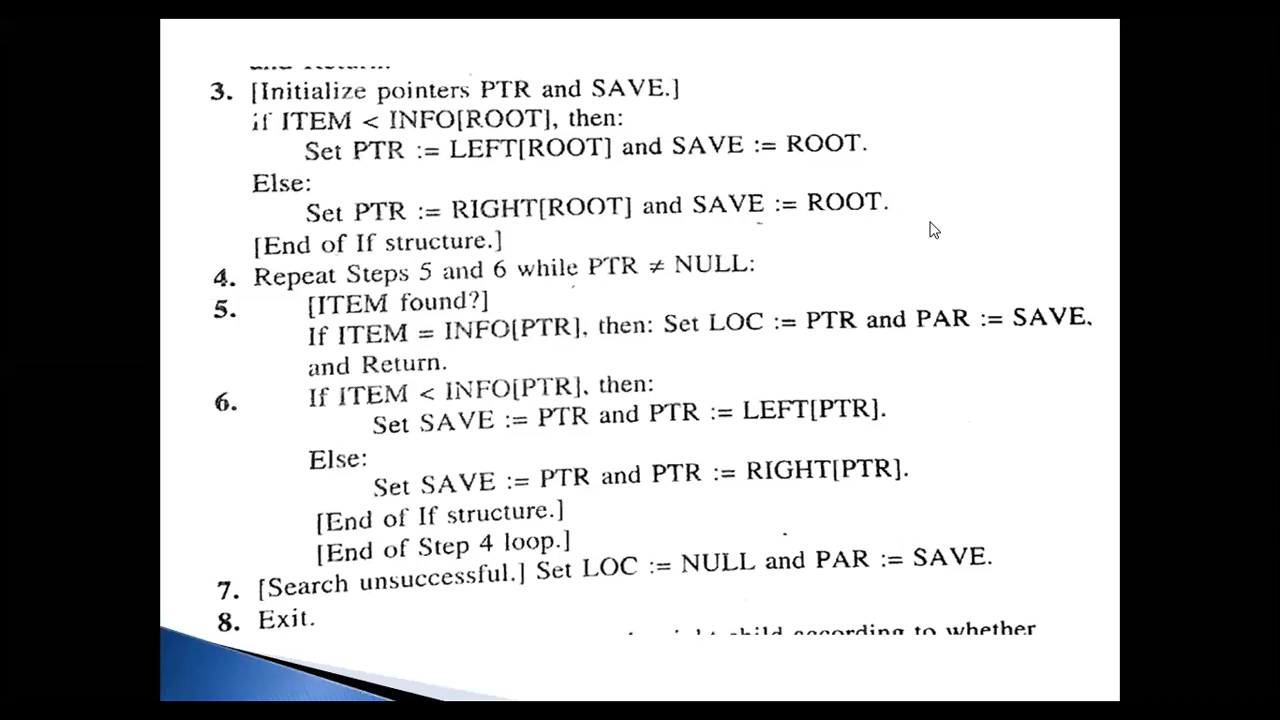 3. [Initialize pointers PTR and SAVE.]
if ITEM < INFO[ROOT], then:
Set PTR := LEFT[ROOT] and SAVE := ROOT.
Else:
Set PTR := RIGHT[ROOT] and SAVE := ROOT.
[End of If structure.]
4. Repeat Steps 5 and 6 while PTR ≠ NULL:
5. [ITEM found?]
If ITEM = INFO[PTR], then: Set LOC := PTR and PAR := SAVE,
and Return.
6. If ITEM < INFO[PTR], then:
Set SAVE := PTR and PTR := LEFT[PTR].
Else:
Set SAVE := PTR and PTR := RIGHT[PTR].
[End of If structure.]
[End of Step 4 loop.]
7. [Search unsuccessful.] Set LOC := NULL and PAR := SAVE.
8. Exit.
child according to whether